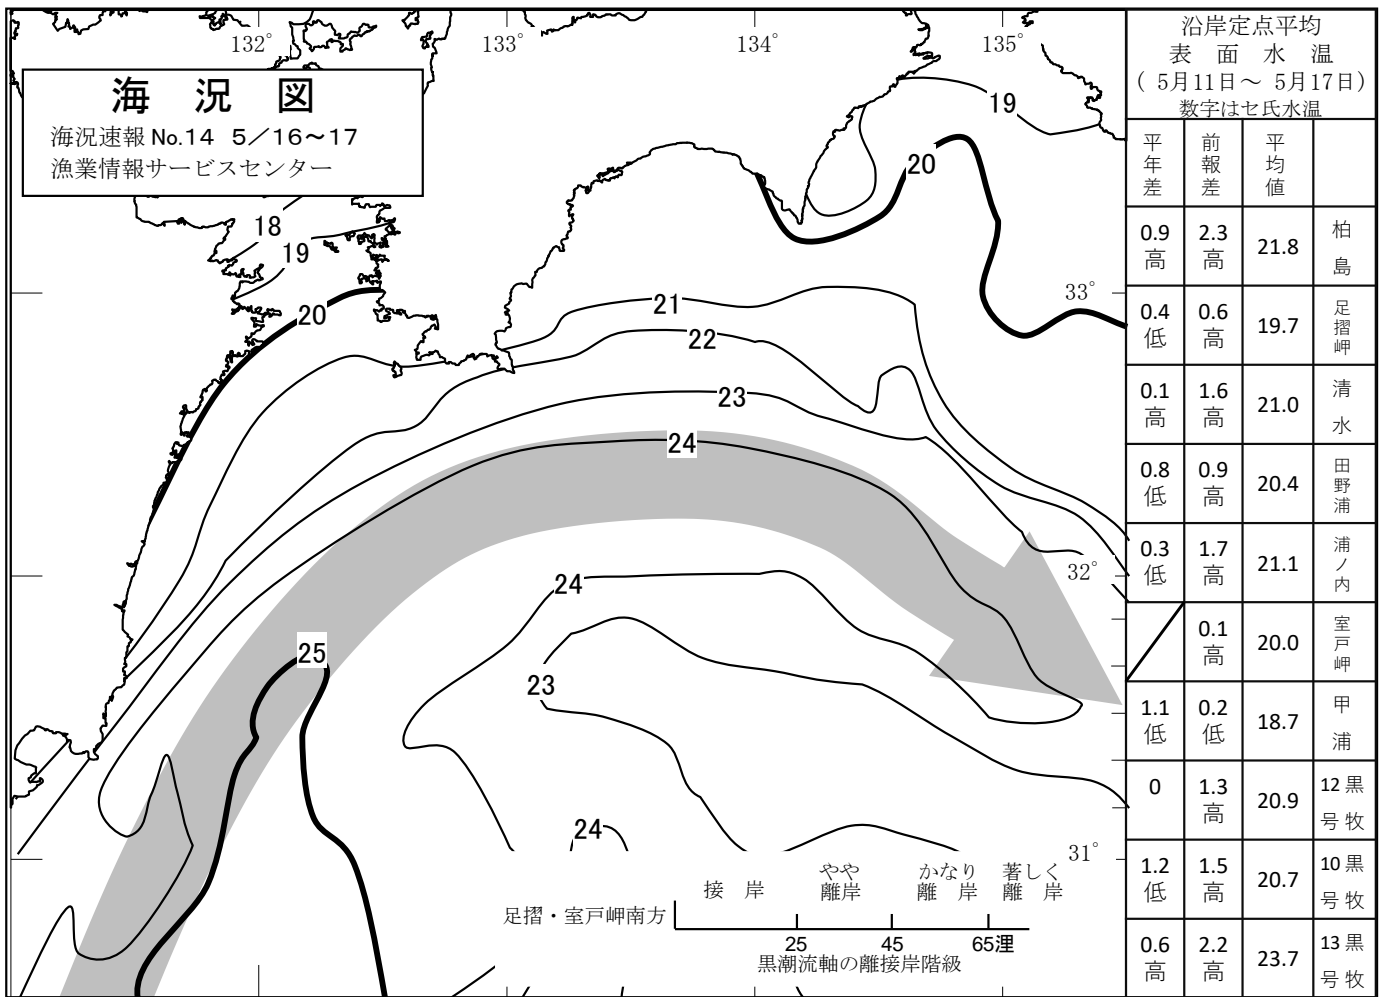 海 況 図
海況速報 No.14 5／16～17
漁業情報サービスセンター
132°
133°
134°
135°
33°
32°
31°
18
19
20
19
20
21
22
23
24
24
25
23
24
接 岸
やや離岸
かなり離 岸
著しく離 岸
足摺・室戸岬南方
25
45
65浬
黒潮流軸の離接岸階級
沿岸定点平均
表 面 水 温
( 5月11日～ 5月17日)
数字はセ氏水温
平年差 前報差 平均値
0.9高 2.3高 21.8 柏島
0.4低 0.6高 19.7 足摺岬
0.1高 1.6高 21.0 清水
0.8低 0.9高 20.4 田野浦
0.3低 1.7高 21.1 浦ノ内
0.1高 20.0 室戸岬
1.1低 0.2低 18.7 甲浦
0 1.3高 20.9 黒牧12号
1.2低 1.5高 20.7 黒牧10号
0.6高 2.2高 23.7 黒牧13号